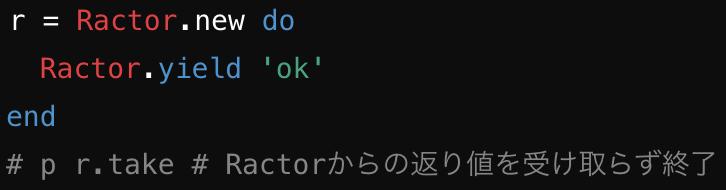 r = Ractor.new do
  Ractor.yield 'ok'
end
# p r.take # Ractorからの返り値を受け取らず終了